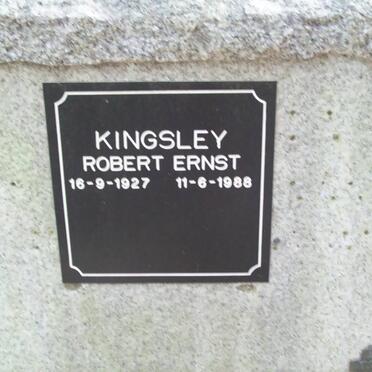 KINGSLEY
ROBERT ERNST
16-9-1927 11-6-1988